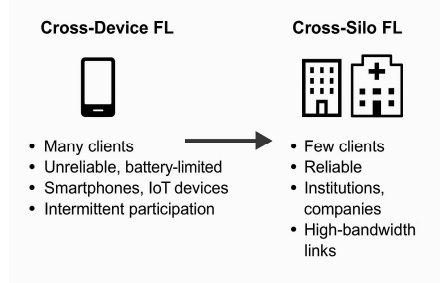 Cross-Device FL
• Many clients
• Unreliable, battery-limited
• Smartphones, IoT devices
• Intermittent participation
Cross-Silo FL
• Few clients
• Reliable
• Institutions,
companies
• High-bandwidth
links